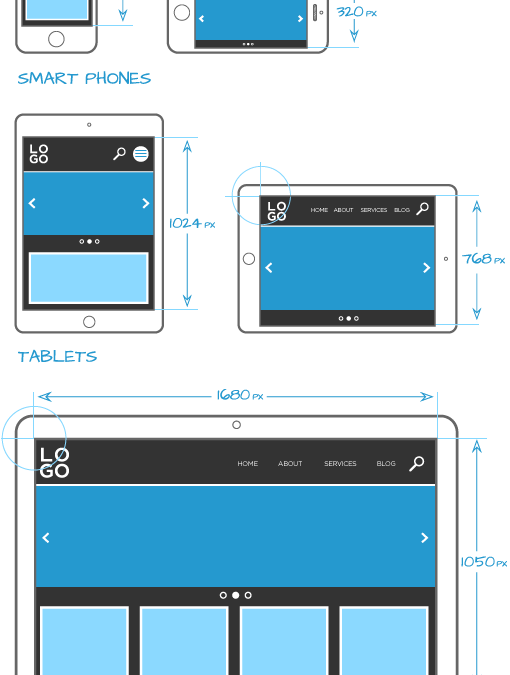 320 PX
SMART PHONES
LO
GO
1024 PX
LO
GO
HOME ABOUT SERVICES BLOG
768 PX
TABLETS
1680 PX
LO
GO
HOME ABOUT SERVICES BLOG
1050 PX